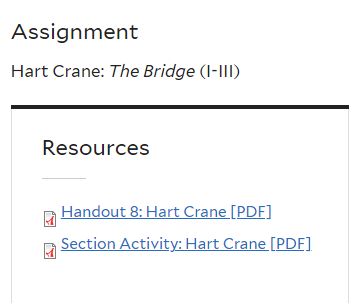 Assignment
Hart Crane: The Bridge (I-III)
Resources
Handout 8: Hart Crane [PDF]
Section Activity: Hart Crane [PDF]